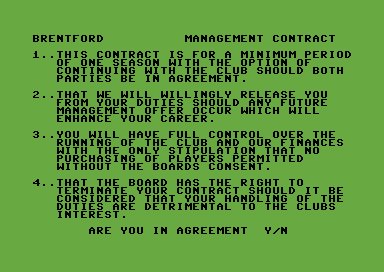 BRENTFORD MANAGEMENT CONTRACT
1..THIS CONTRACT IS FOR A MINIMUM PERIOD
OF ONE SEASON WITH THE OPTION OF
CONTINUING WITH THE CLUB SHOULD BOTH
PARTIES BE IN AGREEMENT.
2..THAT WE WILL WILLINGLY RELEASE YOU
FROM YOUR DUTIES SHOULD ANY FUTURE
MANAGEMENT OFFER OCCUR WHICH WILL
ENHANCE YOUR CAREER.
3..YOU WILL HAVE FULL CONTROL OVER THE
RUNNING OF THE CLUB AND OUR FINANCES
WITH THE ONLY STIPULATION THAT NO
PURCHASING OF PLAYERS PERMITTED
WITHOUT THE BOARDS CONSENT.
4..THAT THE BOARD HAS THE RIGHT TO
TERMINATE YOUR CONTRACT SHOULD IT BE
CONSIDERED THAT YOUR HANDLING OF THE
DUTIES ARE DETRIMENTAL TO THE CLUBS
INTEREST.
ARE YOU IN AGREEMENT Y/N